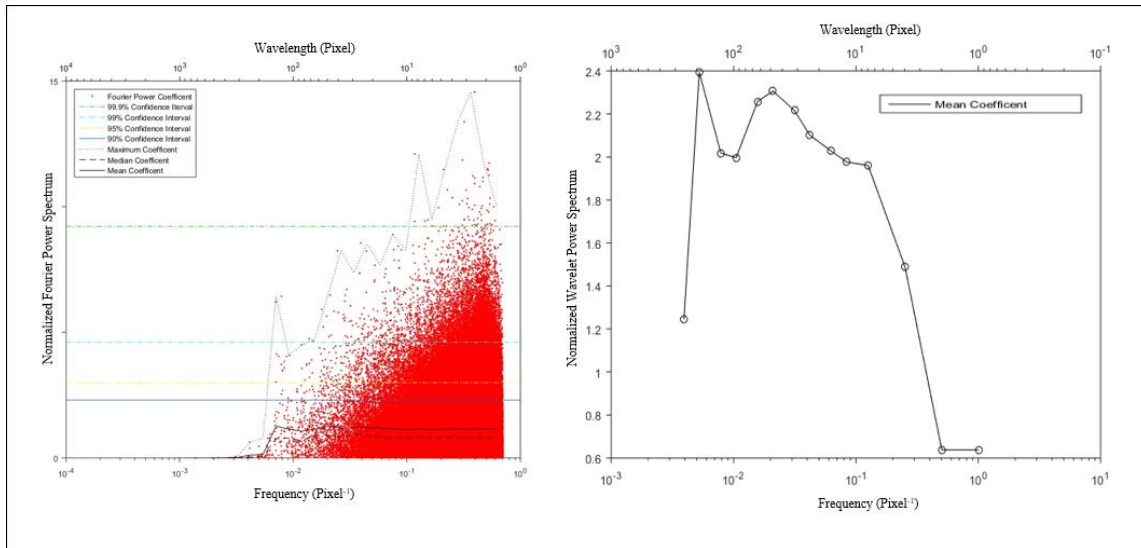 Wavelength (Pixel)
10⁴ 10³ 10² 10¹ 10⁰
15
Fourier Power Coefficent
99.9% Confidence Iterval
99% Confidence Interval
95% Confidence Interval
90% Confidence Interval
Maximum Coefficent
Median Coefficent
Mean Coefficent
Normalized Fourier Power Spectrum
0
10⁻⁴ 10⁻³ 10⁻² 10⁻¹ 10⁰
Frequency (Pixel⁻¹)
Wavelength (Pixel)
10³ 10² 10¹ 10⁰ 10⁻¹
2.4
Mean Coefficent
2.2
2
1.8
1.6
1.4
1.2
1
0.8
0.6
Normalized Wavelet Power Spectrum
10⁻³ 10⁻² 10⁻¹ 10⁰ 10¹
Frequency (Pixel⁻¹)